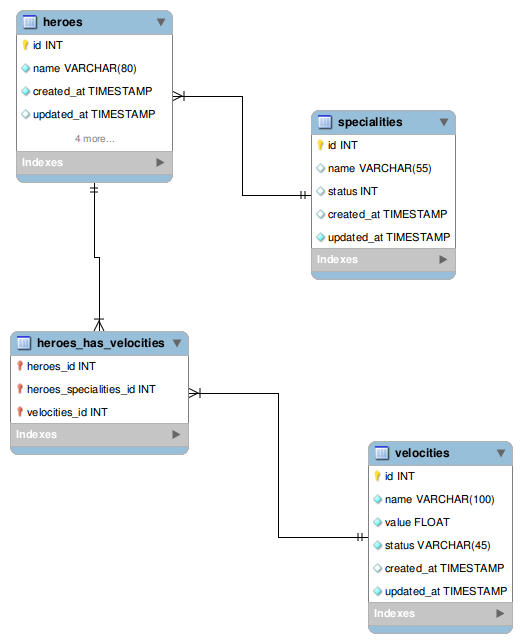 heroes
id INT
name VARCHAR(80)
created_at TIMESTAMP
updated_at TIMESTAMP
4 more...
Indexes
specialities
id INT
name VARCHAR(55)
status INT
created_at TIMESTAMP
updated_at TIMESTAMP
Indexes
heroes_has_velocities
heroes_id INT
heroes_specialities_id INT
velocities_id INT
Indexes
velocities
id INT
name VARCHAR(100)
value FLOAT
status VARCHAR(45)
created_at TIMESTAMP
updated_at TIMESTAMP
Indexes